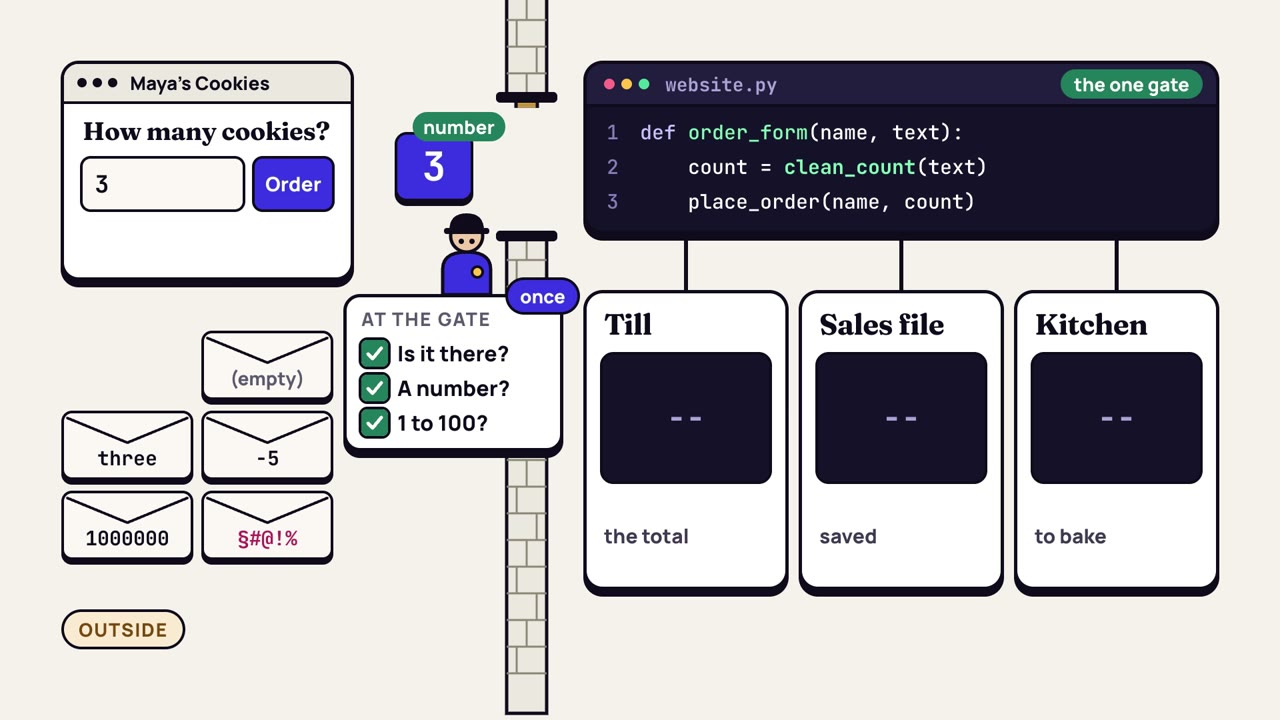 Maya's Cookies
How many cookies?
3
Order
number
3
once
AT THE GATE
Is it there?
A number?
1 to 100?
(empty)
three
-5
1000000
§#@!%
OUTSIDE
website.py
the one gate
1 def order_form(name, text):
2 count = clean_count(text)
3 place_order(name, count)
Till
--
the total
Sales file
--
saved
Kitchen
--
to bake